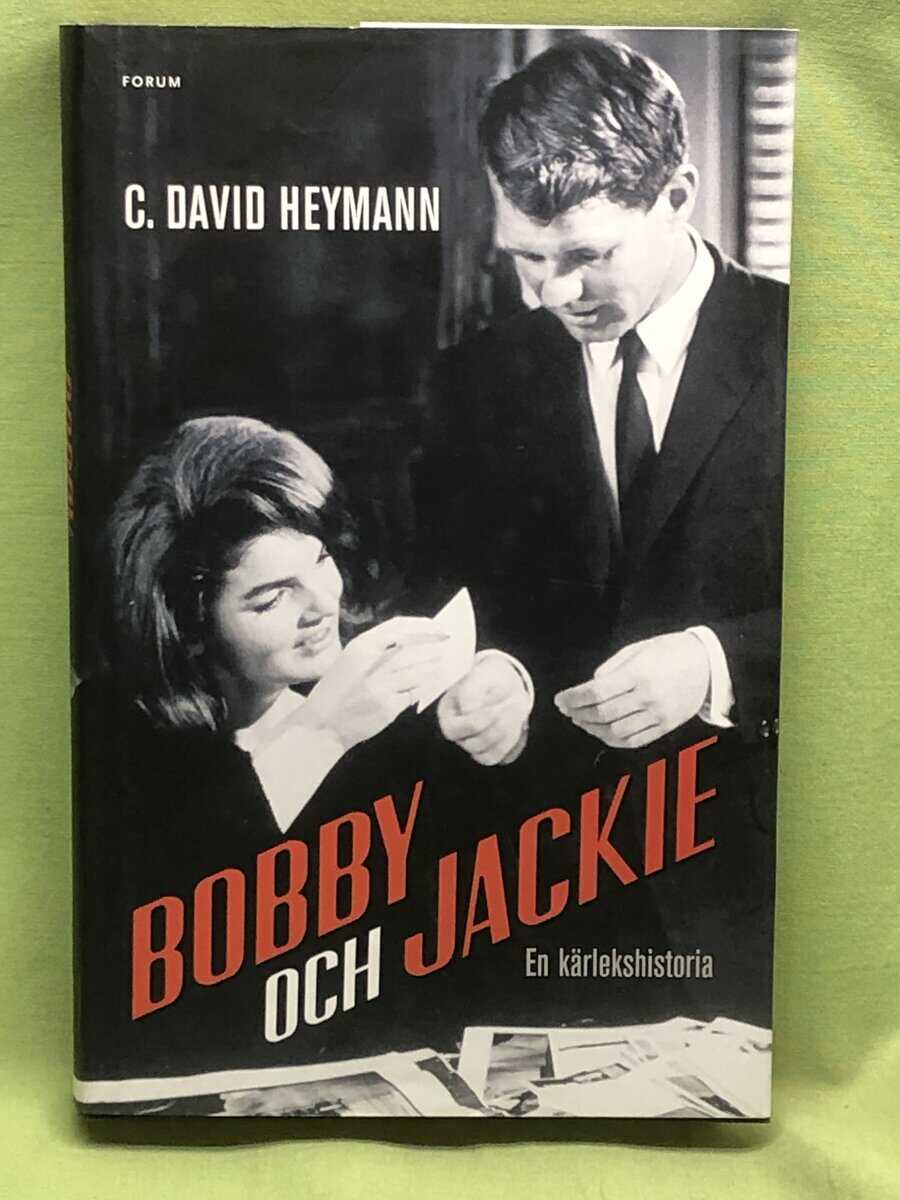 FORUM
C. DAVID HEYMANN
BOBBY
OCH JACKIE
En kärlekshistoria